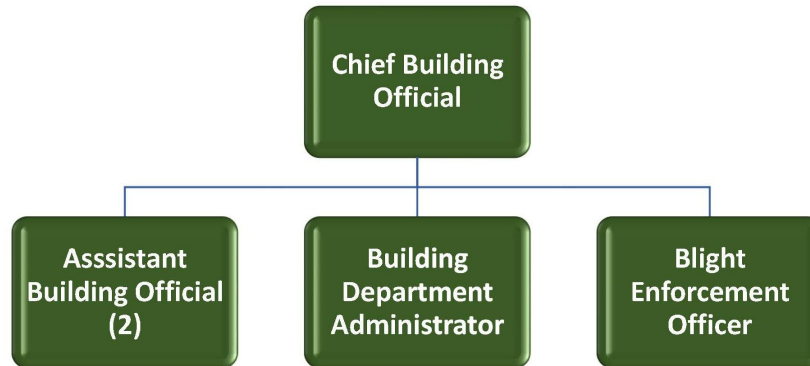 Chief Building
Official
Asssistant
Building Official
(2)
Building
Department
Administrator
Blight
Enforcement
Officer